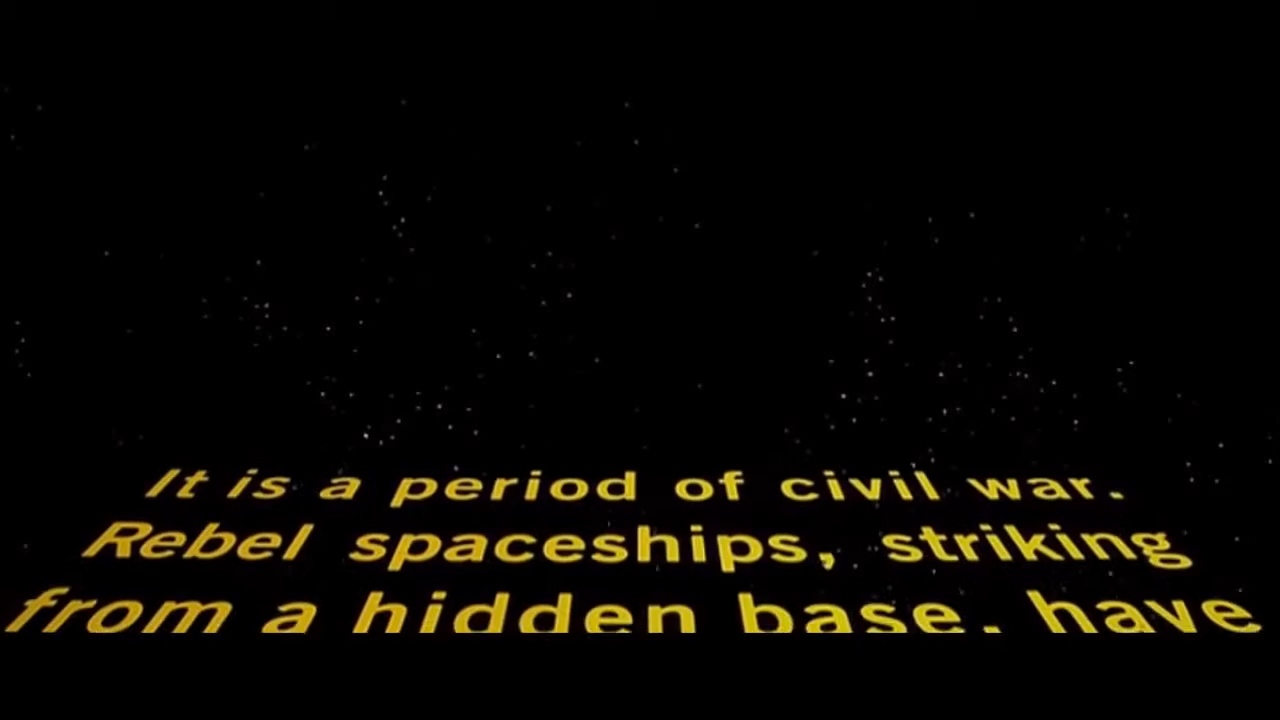 It is a period of civil war.
Rebel spaceships, striking
from a hidden base, have